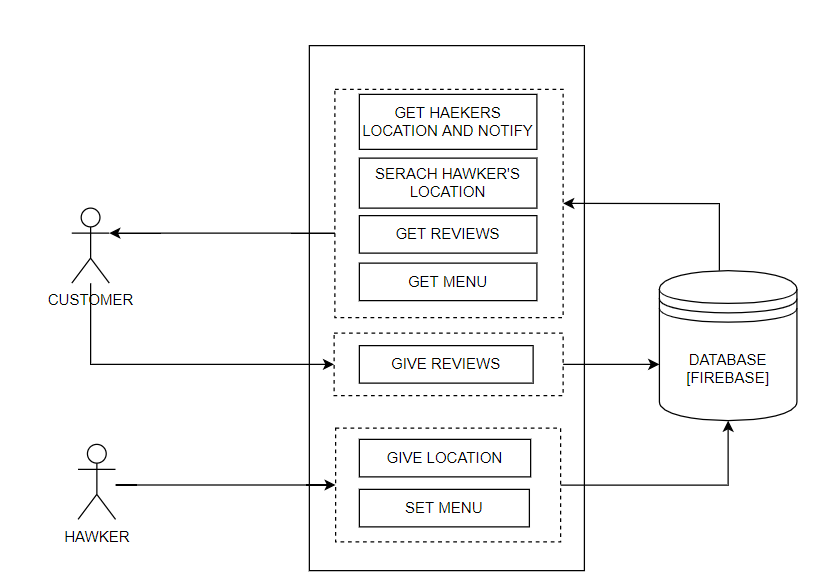 GET HAEKERS
LOCATION AND NOTIFY
SERACH HAWKER'S
LOCATION
GET REVIEWS
GET MENU
CUSTOMER
GIVE REVIEWS
DATABASE
[FIREBASE]
GIVE LOCATION
SET MENU
HAWKER